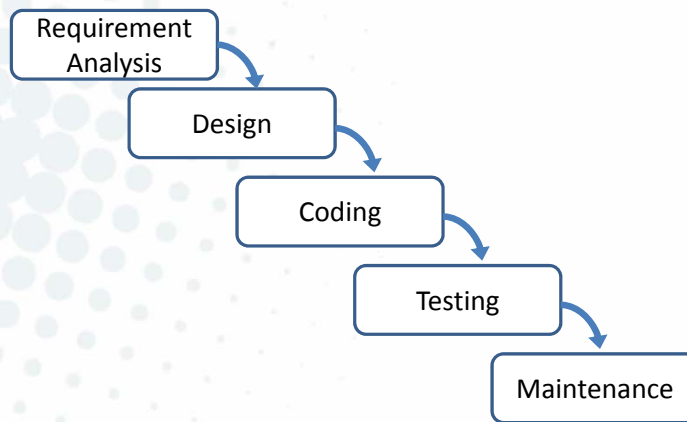 Requirement
Analysis
Design
Coding
Testing
Maintenance